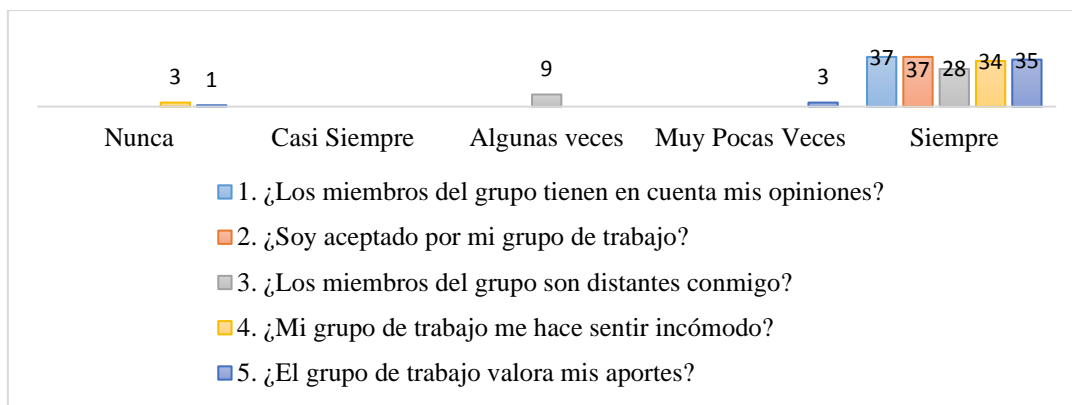 3 1 9 3 37 37 28 34 35
Nunca Casi Siempre Algunas veces Muy Pocas Veces Siempre
1. ¿Los miembros del grupo tienen en cuenta mis opiniones?
2. ¿Soy aceptado por mi grupo de trabajo?
3. ¿Los miembros del grupo son distantes conmigo?
4. ¿Mi grupo de trabajo me hace sentir incómodo?
5. ¿El grupo de trabajo valora mis aportes?